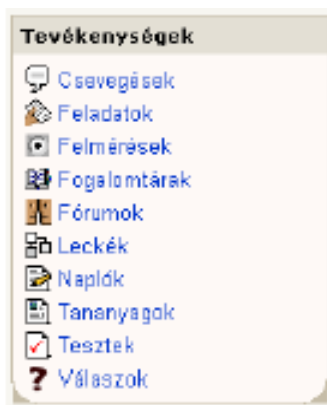 Tevékenységek
Csevegések
Feladatok
Felmérések
Fogalomtárak
Fórumok
Leckék
Naplók
Tananyagok
Tesztek
Válaszok